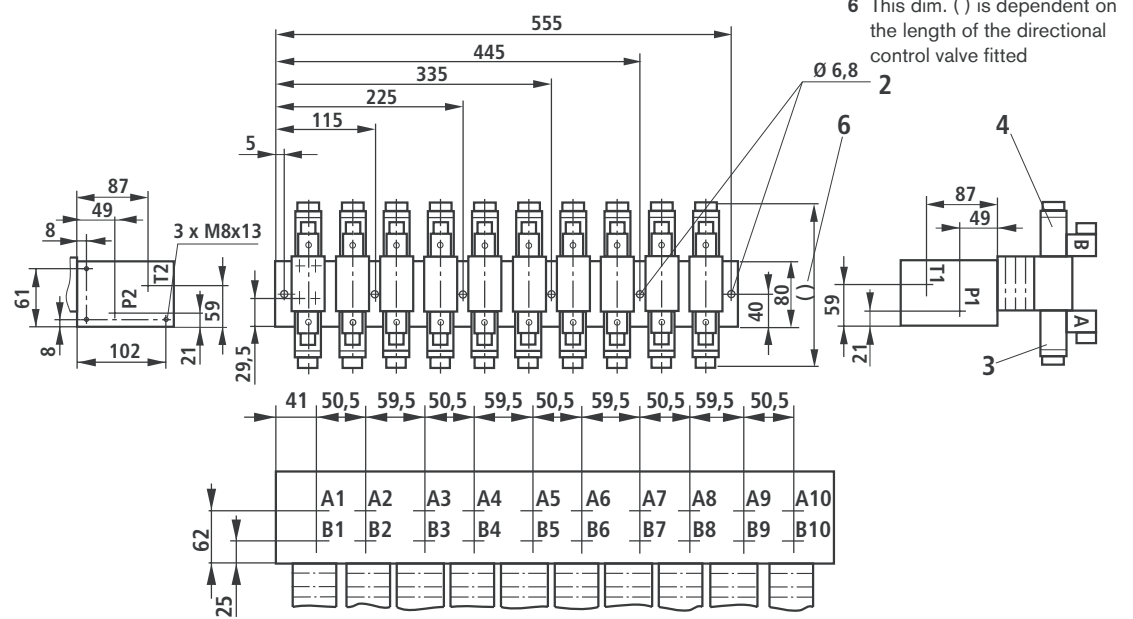 6 This dim. ( ) is dependent on
the length of the directional
control valve fitted
555
445
335
225
115
5
Ø 6,8
2
6
4
87
49
8
3 x M8x13
T2
P2
61
8
102
21
59
29,5
80
( )
40
87
49
T1
P1
B
A
59
21
3
41 50,5 59,5 50,5 59,5 50,5 59,5 50,5 59,5 50,5
A1 A2 A3 A4 A5 A6 A7 A8 A9 A10
B1 B2 B3 B4 B5 B6 B7 B8 B9 B10
62
25